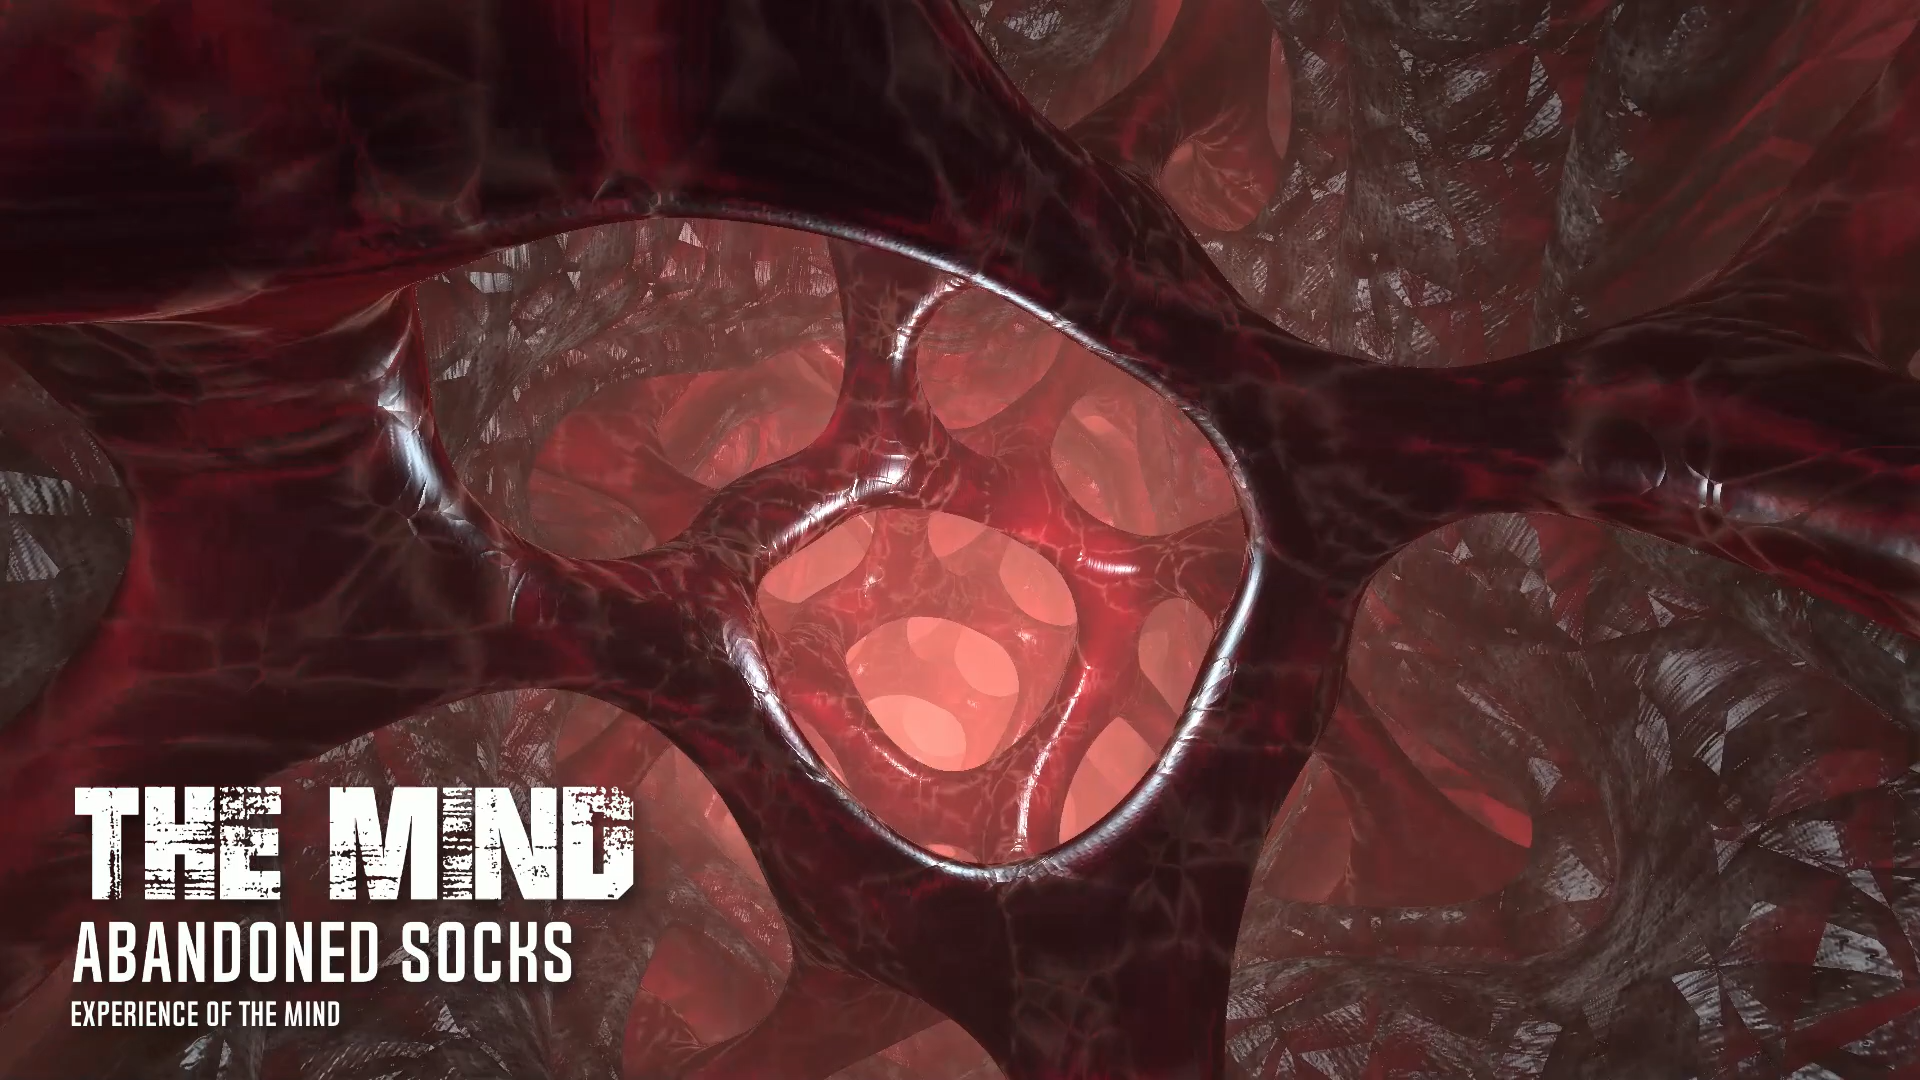 THE MIND
ABANDONED SOCKS
EXPERIENCE OF THE MIND